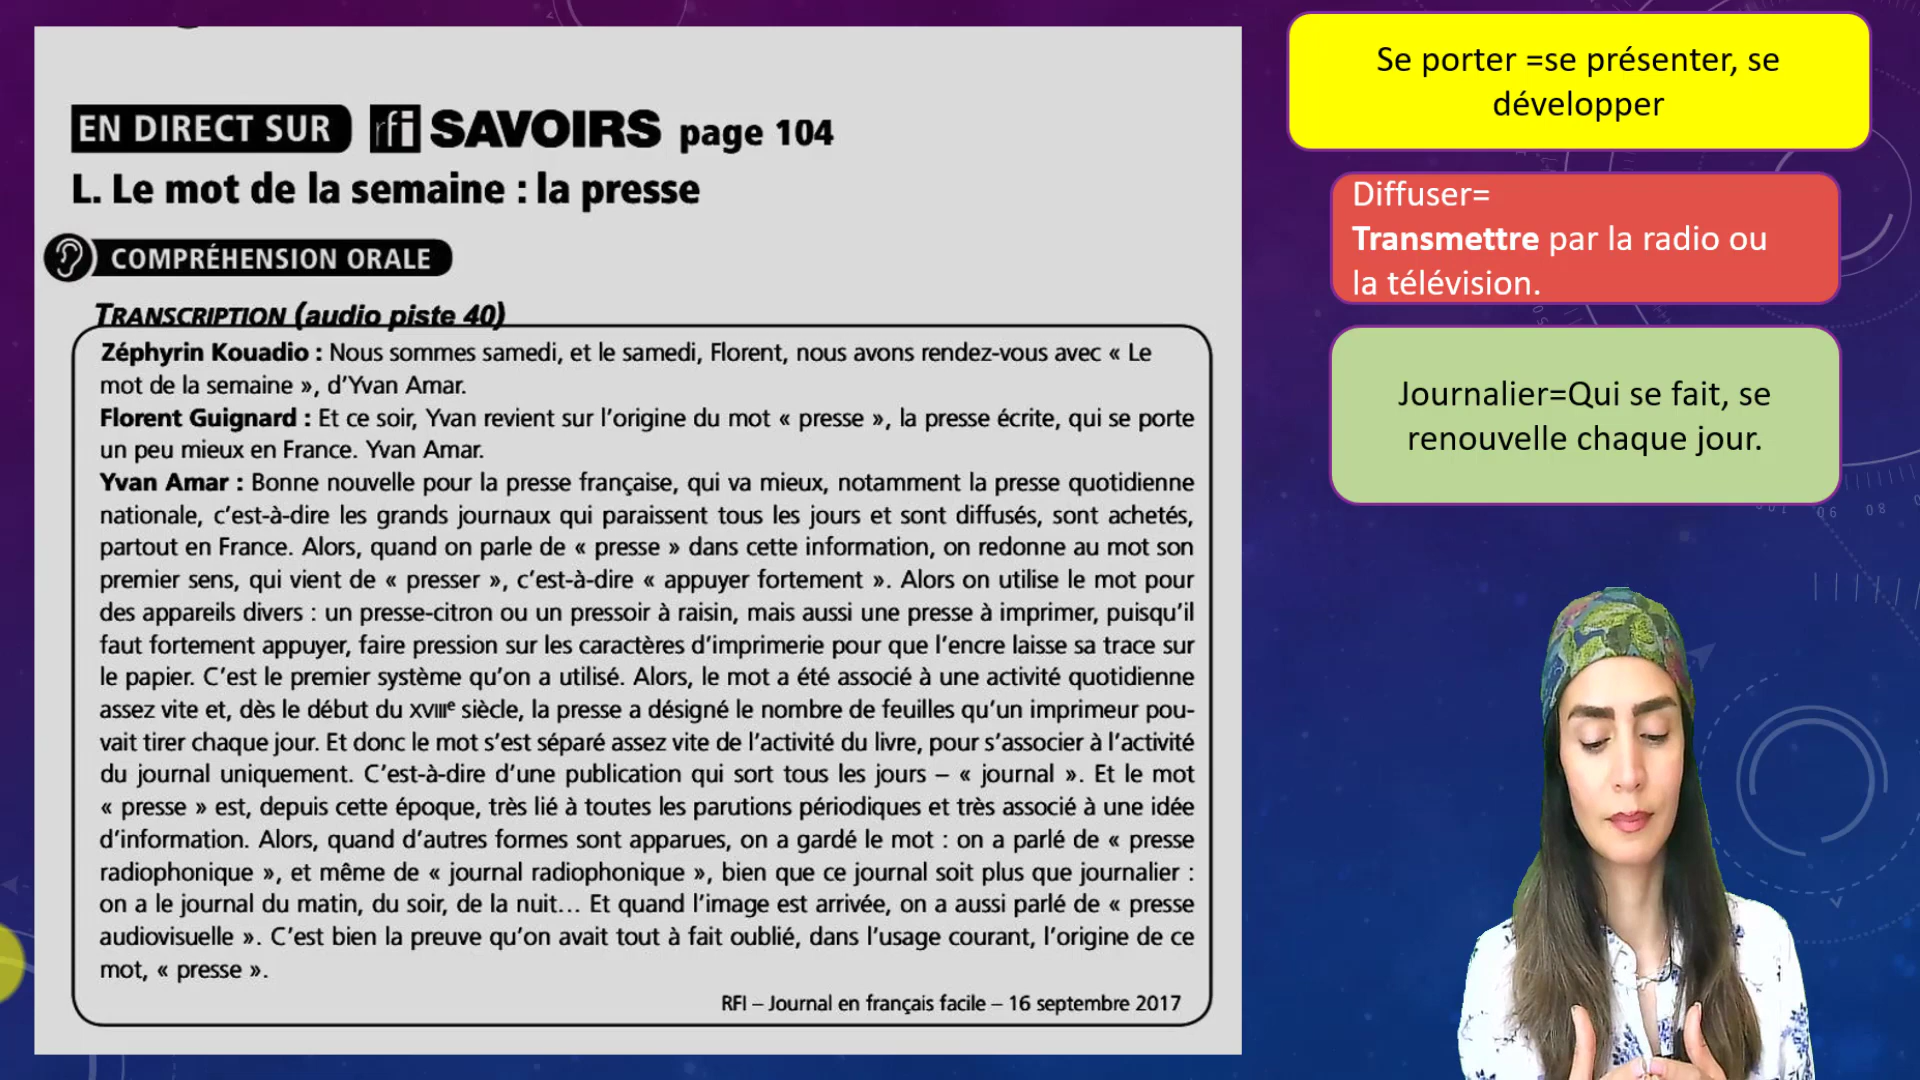 EN DIRECT SUR rfi SAVOIRS page 104
L. Le mot de la semaine : la presse
COMPRÉHENSION ORALE
TRANSCRIPTION (audio piste 40)
Zéphyrin Kouadio : Nous sommes samedi, et le samedi, Florent, nous avons rendez-vous avec « Le
mot de la semaine », d’Yvan Amar.
Florent Guignard : Et ce soir, Yvan revient sur l’origine du mot « presse », la presse écrite, qui se porte
un peu mieux en France. Yvan Amar.
Yvan Amar : Bonne nouvelle pour la presse française, qui va mieux, notamment la presse quotidienne
nationale, c’est-à-dire les grands journaux qui paraissent tous les jours et sont diffusés, sont achetés,
partout en France. Alors, quand on parle de « presse » dans cette information, on redonne au mot son
premier sens, qui vient de « presser », c’est-à-dire « appuyer fortement ». Alors on utilise le mot pour
des appareils divers : un presse-citron ou un pressoir à raisin, mais aussi une presse à imprimer, puisqu’il
faut fortement appuyer, faire pression sur les caractères d’imprimerie pour que l’encre laisse sa trace sur
le papier. C’est le premier système qu’on a utilisé. Alors, le mot a été associé à une activité quotidienne
assez vite et, dès le début du XVIIIe siècle, la presse a désigné le nombre de feuilles qu’un imprimeur pou-
vait tirer chaque jour. Et donc le mot s’est séparé assez vite de l’activité du livre, pour s’associer à l’activité
du journal uniquement. C’est-à-dire d’une publication qui sort tous les jours – « journal ». Et le mot
« presse » est, depuis cette époque, très lié à toutes les parutions périodiques et très associé à une idée
d’information. Alors, quand d’autres formes sont apparues, on a gardé le mot : on a parlé de « presse
radiophonique », et même de « journal radiophonique », bien que ce journal soit plus que journalier :
on a le journal du matin, du soir, de la nuit… Et quand l’image est arrivée, on a aussi parlé de « presse
audiovisuelle ». C’est bien la preuve qu’on avait tout à fait oublié, dans l’usage courant, l’origine de ce
mot, « presse ».
RFI – Journal en français facile – 16 septembre 2017
Se porter =se présenter, se
développer
Diffuser=
Transmettre par la radio ou
la télévision.
Journalier=Qui se fait, se
renouvelle chaque jour.